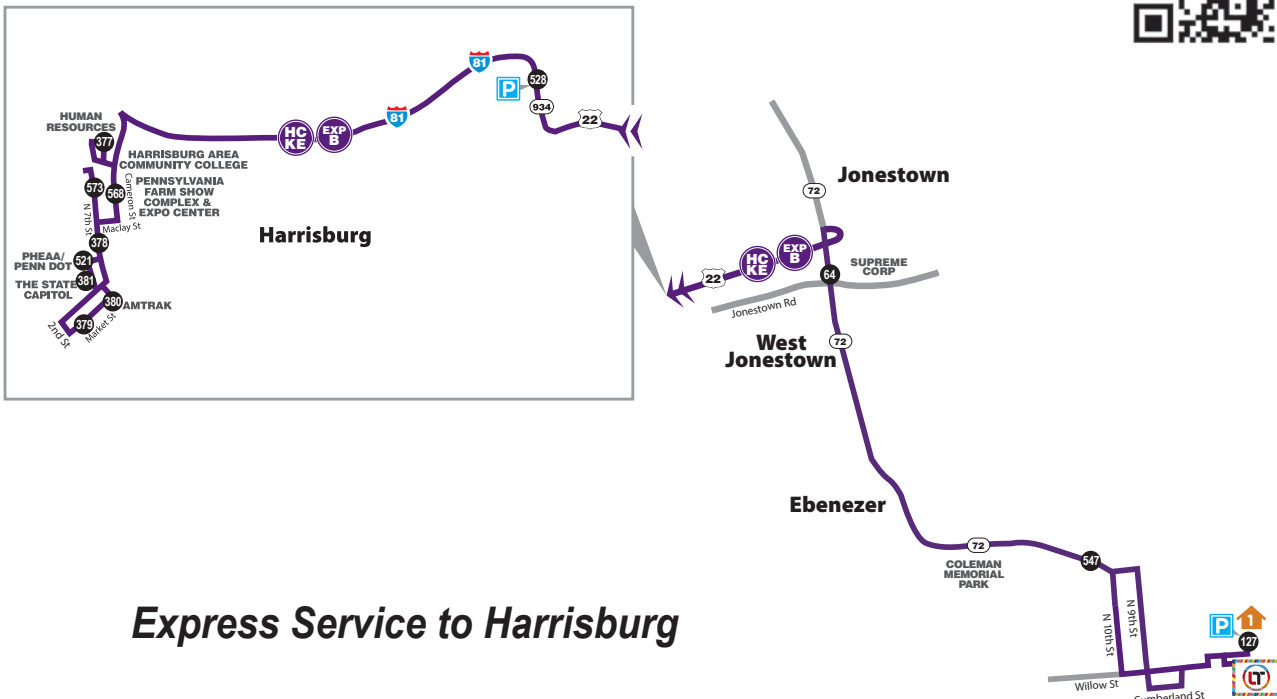 81
P
528
934
22
81
HUMAN
RESOURCES
377
HC
KE
EXP
B
HARRISBURG AREA
COMMUNITY COLLEGE
PENNSYLVANIA
FARM SHOW
COMPLEX &
EXPO CENTER
Cameron St
573
568
N 7th St
Maclay St
Harrisburg
378
PHEAA/
PENN DOT
521
THE STATE
CAPITOL
381
380
AMTRAK
379
Market St
2nd St
72
Jonestown
HC
KE
EXP
B
22
64
SUPREME
CORP
Jonestown Rd
72
West
Jonestown
Ebenezer
72
COLEMAN
MEMORIAL
PARK
547
N 10th St
N 9th St
Express Service to Harrisburg
P
1
127
LT
Willow St
Cumberland St